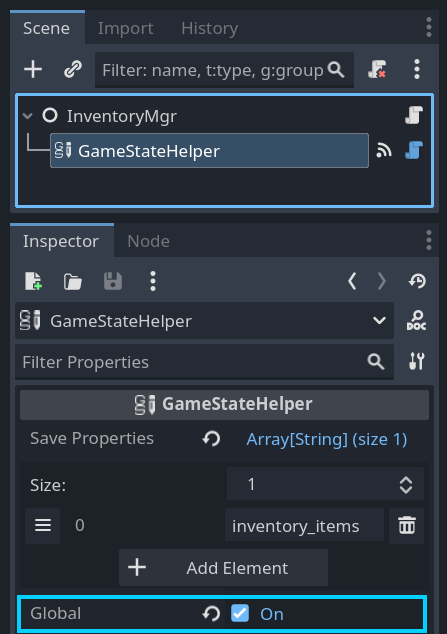 Scene Import History
Filter: name, t:type, g:group
InventoryMgr
GameStateHelper
Inspector Node
GameStateHelper
DOC
Filter Properties
GameStateHelper
Save Properties Array[String] (size 1)
Size: 1
0 inventory_items
Add Element
Global On